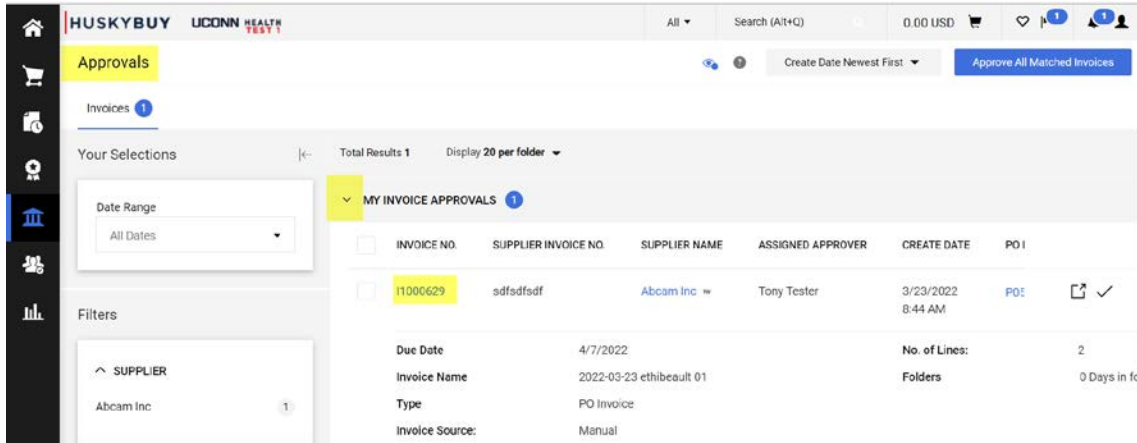 HUSKYBUY UCONN HEALTH TEST 1 All Search (Alt+Q) 0.00 USD 1 1
Approvals Create Date Newest First Approve All Matched Invoices
Invoices 1
Your Selections Total Results 1 Display 20 per folder
MY INVOICE APPROVALS 1
Date Range
All Dates
INVOICE NO. SUPPLIER INVOICE NO. SUPPLIER NAME ASSIGNED APPROVER CREATE DATE PO
I1000629 sdfsdfsdf Abcam Inc Tony Tester 3/23/2022
8:44 AM
Filters
Due Date 4/7/2022 No. of Lines: 2
SUPPLIER
Invoice Name 2022-03-23 ethibeault 01 Folders 0 Days in
Abcam Inc 1
Type PO Invoice
Invoice Source: Manual